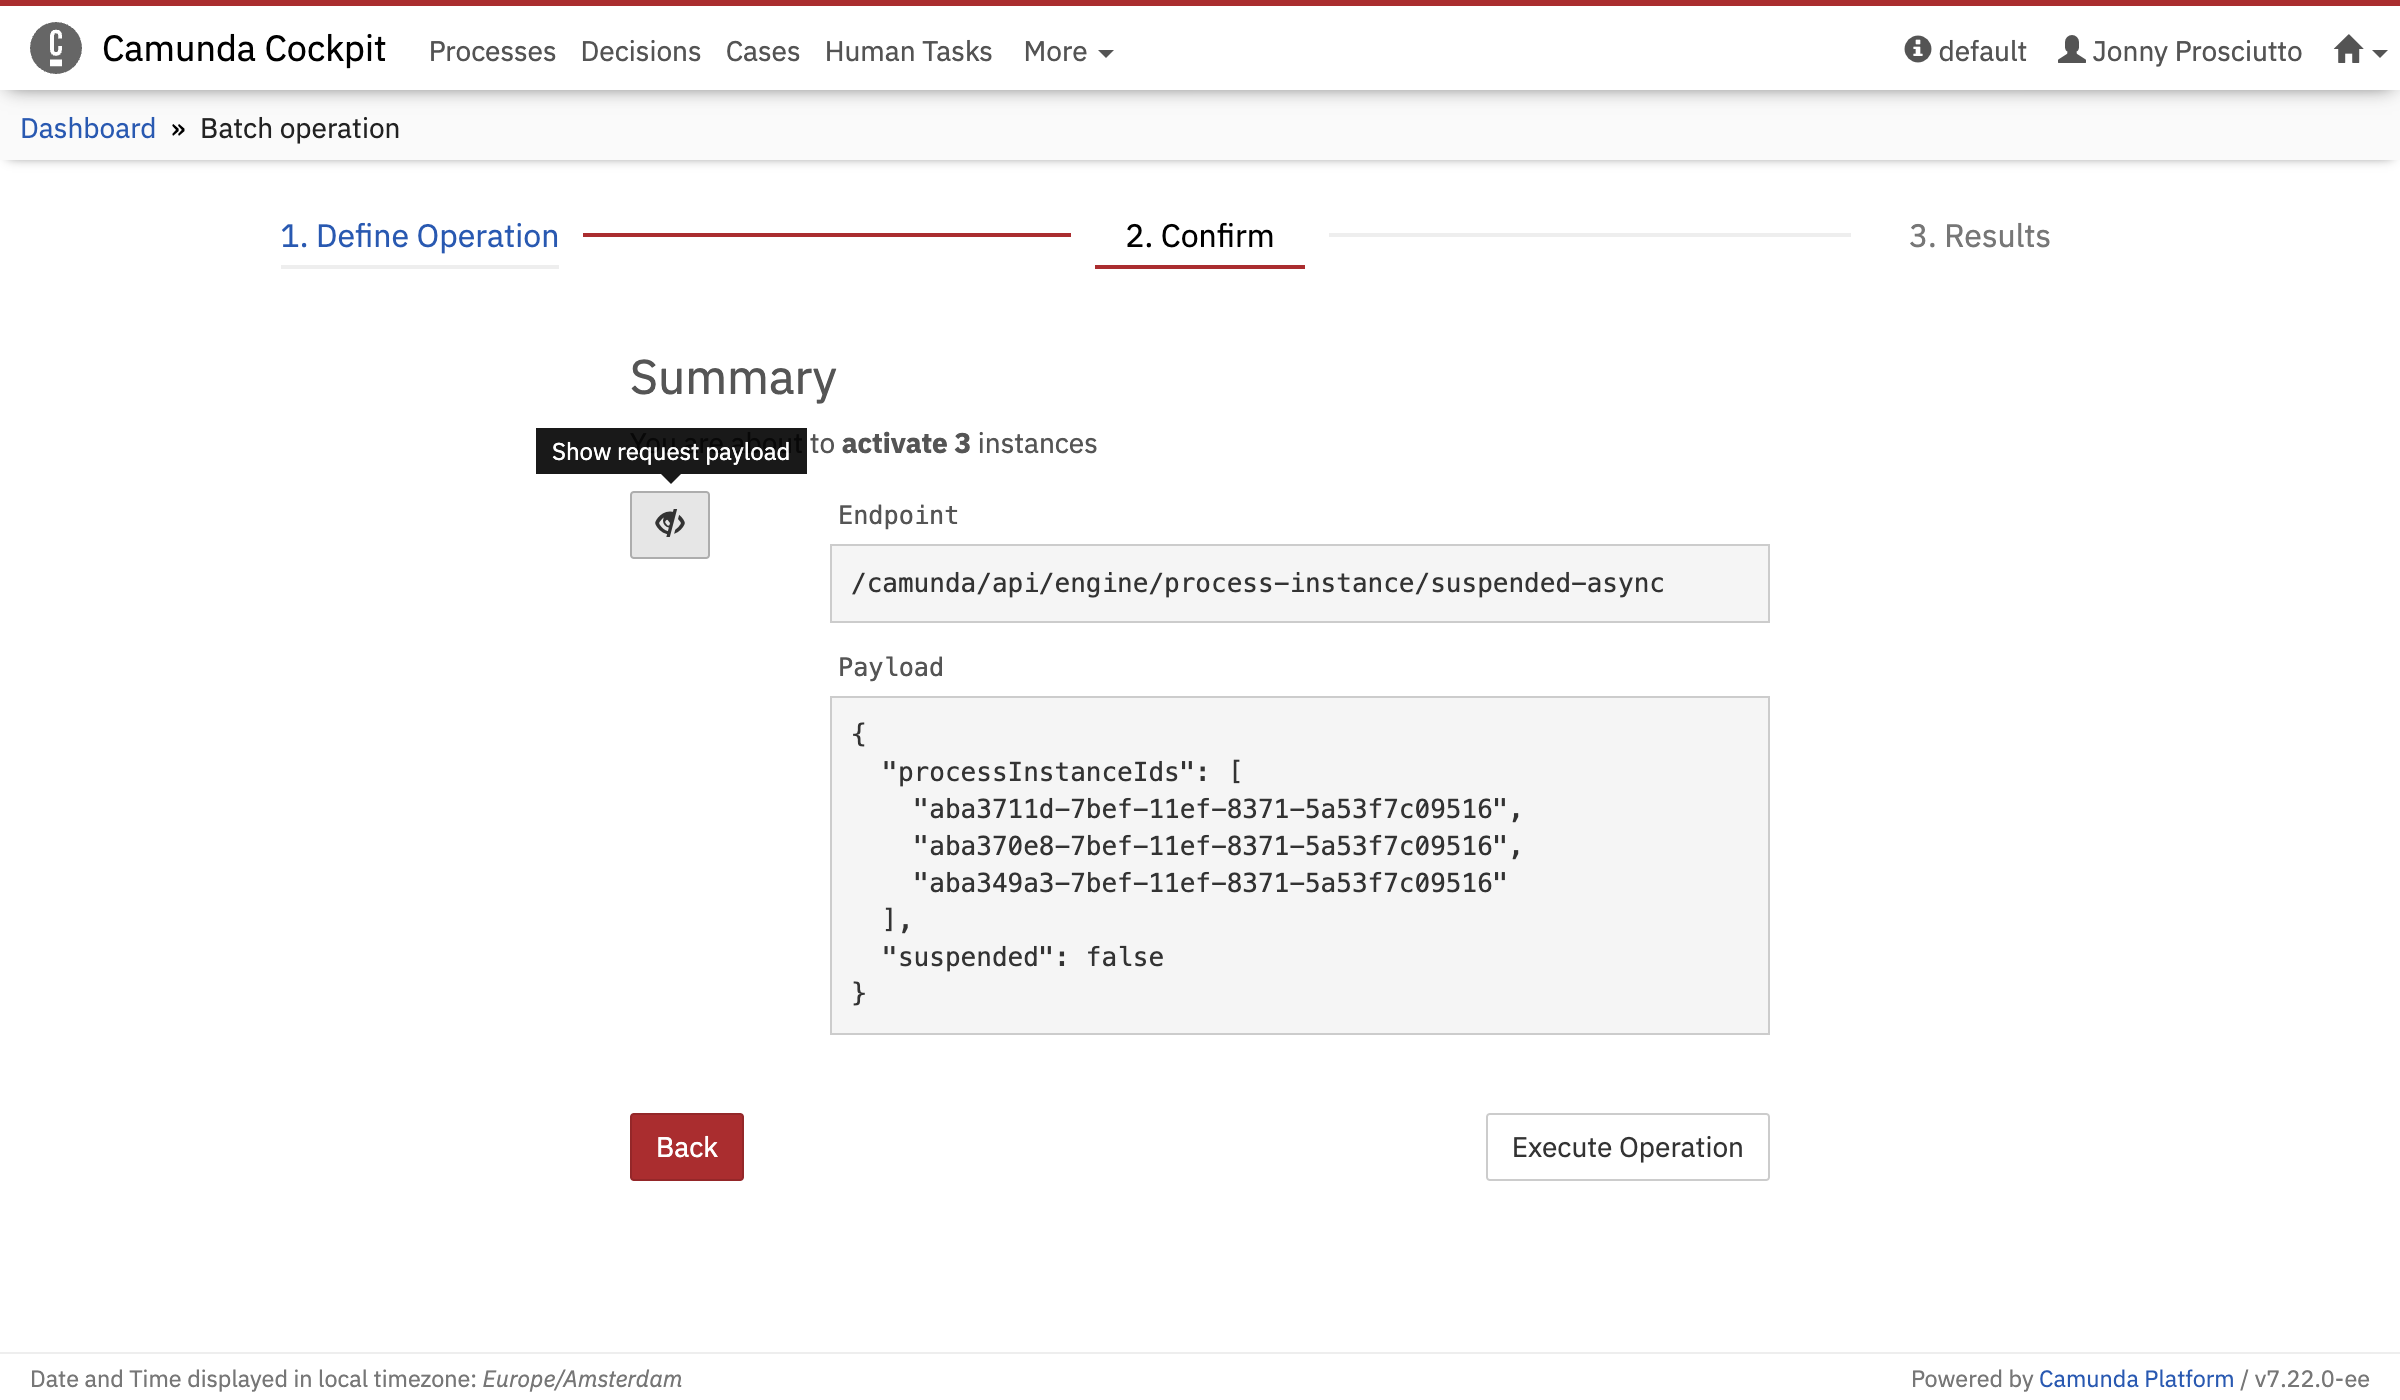 Camunda Cockpit Processes Decisions Cases Human Tasks More default Jonny Prosciutto
Dashboard » Batch operation
1. Define Operation 2. Confirm 3. Results
Summary
You are about to activate 3 instances
Show request payload
Endpoint
/camunda/api/engine/process-instance/suspended-async
Payload
{
"processInstanceIds": [
"aba3711d-7bef-11ef-8371-5a53f7c09516",
"aba370e8-7bef-11ef-8371-5a53f7c09516",
"aba349a3-7bef-11ef-8371-5a53f7c09516"
],
"suspended": false
}
Back Execute Operation
Date and Time displayed in local timezone: Europe/Amsterdam Powered by Camunda Platform / v7.22.0-ee